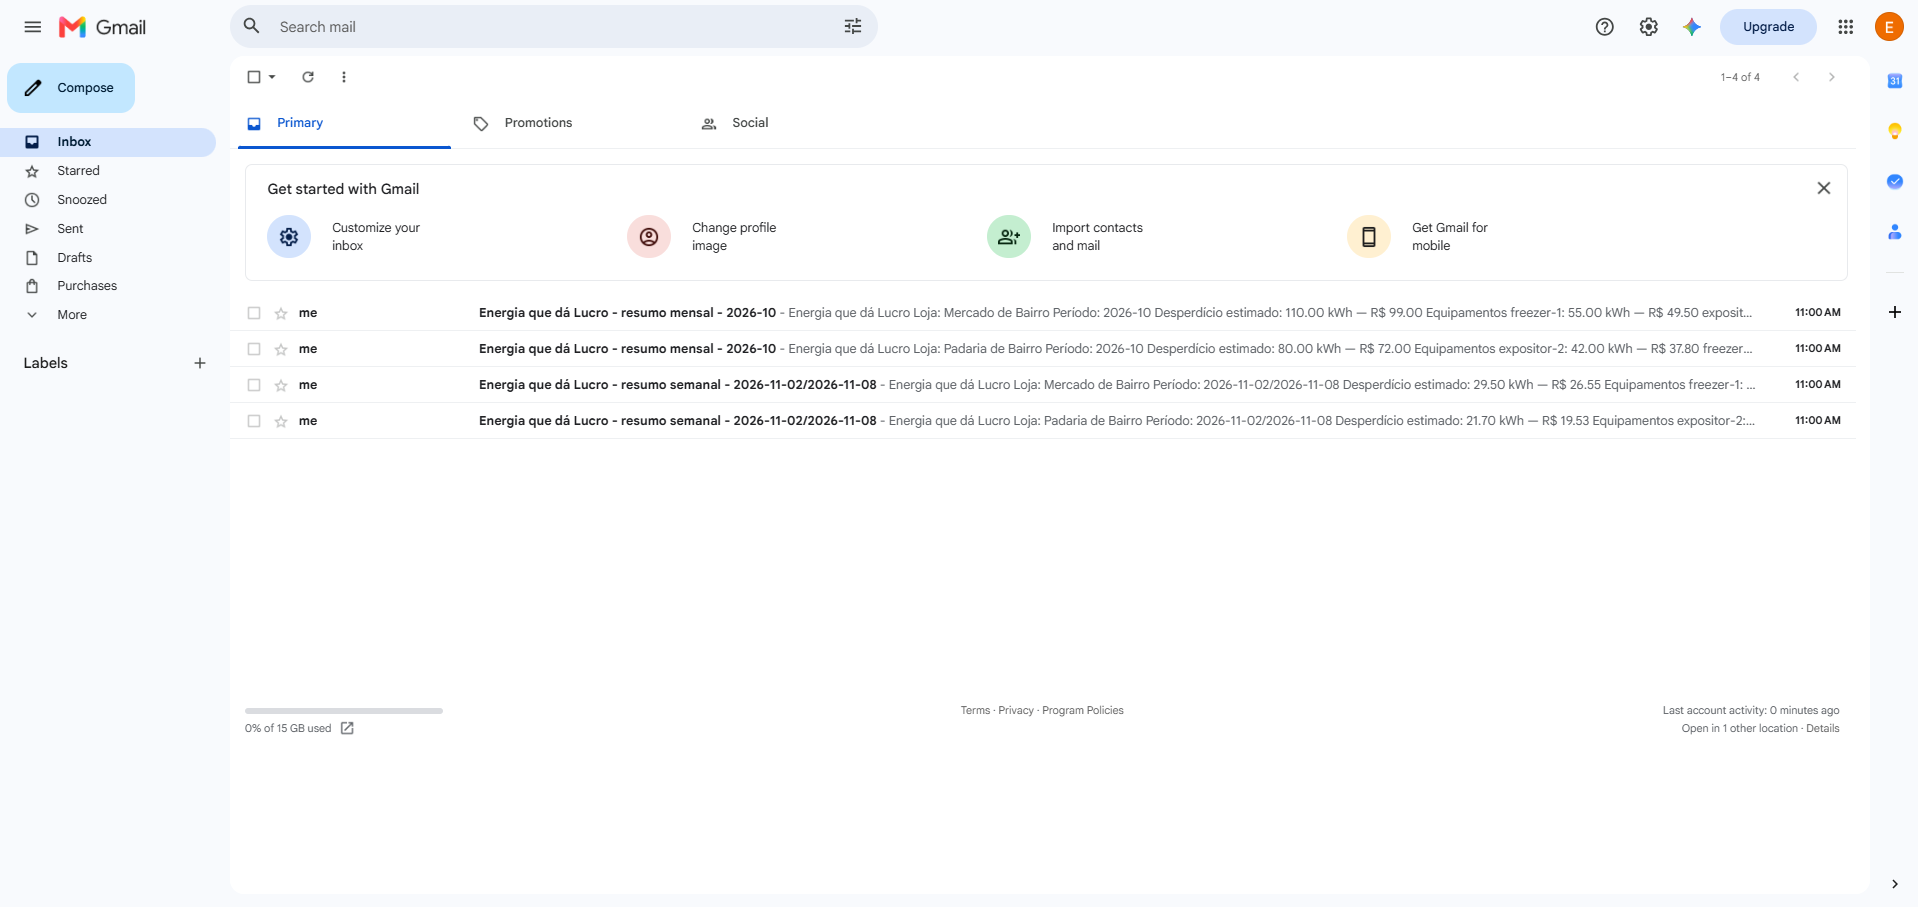 Gmail
Search mail
Upgrade
E
Compose
Inbox
Starred
Snoozed
Sent
Drafts
Purchases
More
Labels
1–4 of 4
Primary
Promotions
Social
Get started with Gmail
Customize your
inbox
Change profile
image
Import contacts
and mail
Get Gmail for
mobile
me Energia que dá Lucro - resumo mensal - 2026-10 - Energia que dá Lucro Loja: Mercado de Bairro Período: 2026-10 Desperdício estimado: 110.00 kWh — R$ 99.00 Equipamentos freezer-1: 55.00 kWh — R$ 49.50 exposit... 11:00 AM
me Energia que dá Lucro - resumo mensal - 2026-10 - Energia que dá Lucro Loja: Padaria de Bairro Período: 2026-10 Desperdício estimado: 80.00 kWh — R$ 72.00 Equipamentos expositor-2: 42.00 kWh — R$ 37.80 freezer... 11:00 AM
me Energia que dá Lucro - resumo semanal - 2026-11-02/2026-11-08 - Energia que dá Lucro Loja: Mercado de Bairro Período: 2026-11-02/2026-11-08 Desperdício estimado: 29.50 kWh — R$ 26.55 Equipamentos freezer-1: ... 11:00 AM
me Energia que dá Lucro - resumo semanal - 2026-11-02/2026-11-08 - Energia que dá Lucro Loja: Padaria de Bairro Período: 2026-11-02/2026-11-08 Desperdício estimado: 21.70 kWh — R$ 19.53 Equipamentos expositor-2:... 11:00 AM
31
0% of 15 GB used
Terms · Privacy · Program Policies
Last account activity: 0 minutes ago
Open in 1 other location · Details